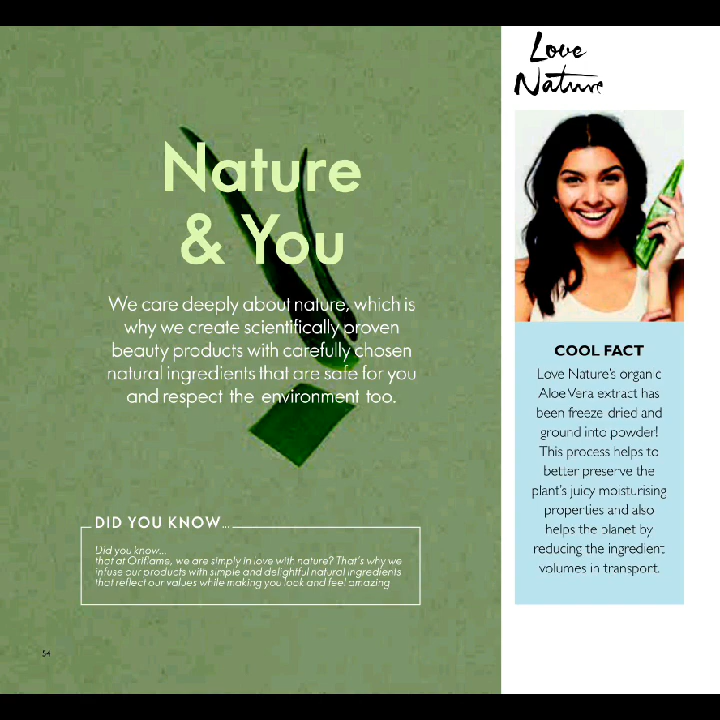 Love
Nature
Nature
& You
We care deeply about nature, which is
why we create scientifically proven
beauty products with carefully chosen
natural ingredients that are safe for you
and respect the environment too.
DID YOU KNOW...
Did you know...
that at Oriflame, we are simply in love with nature? That's why we
infuse our products with simple and delightful natural ingredients
that reflect our values while making you look and feel amazing
54
COOL FACT
Love Nature's organic
Aloe Vera extract has
been freeze dried and
ground into powder!
This process helps to
better preserve the
plant's juicy moisturising
properties and also
helps the planet by
reducing the ingredient
volumes in transport.